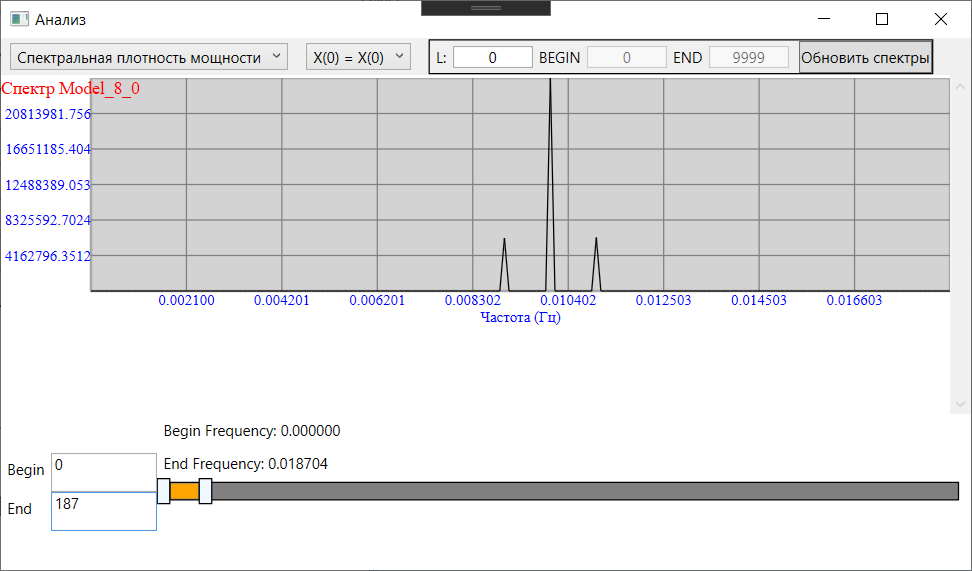 Анализ
Спектральная плотность мощности X(0) = X(0) L: 0 BEGIN 0 END 9999 Обновить спектры
Спектр Model_8_0
20813981.756
16651185.404
12488389.053
8325592.7024
4162796.3512
0.002100 0.004201 0.006201 0.008302 0.010402 0.012503 0.014503 0.016603
Частота (Гц)
Begin Frequency: 0.000000
End Frequency: 0.018704
Begin 0
End 187